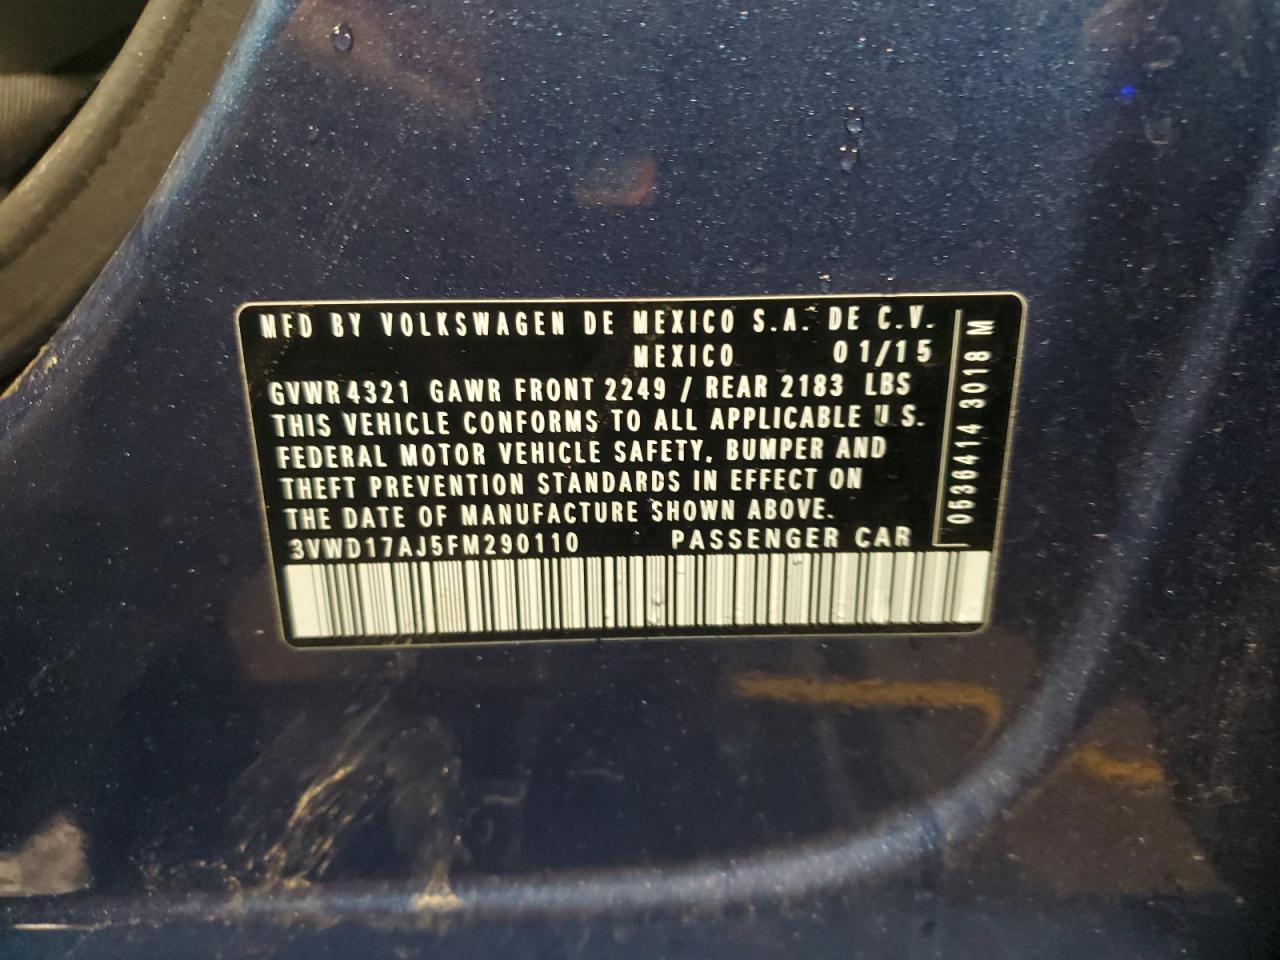 MFD BY VOLKSWAGEN DE MEXICO S.A. DE C.V.
MEXICO 01/15
GVWR 4321 GAWR FRONT 2249 / REAR 2183 LBS
THIS VEHICLE CONFORMS TO ALL APPLICABLE U.S.
FEDERAL MOTOR VEHICLE SAFETY, BUMPER AND
THEFT PREVENTION STANDARDS IN EFFECT ON
THE DATE OF MANUFACTURE SHOWN ABOVE.
3VWD17AJ5FM290110 PASSENGER CAR
0536414 3018 M